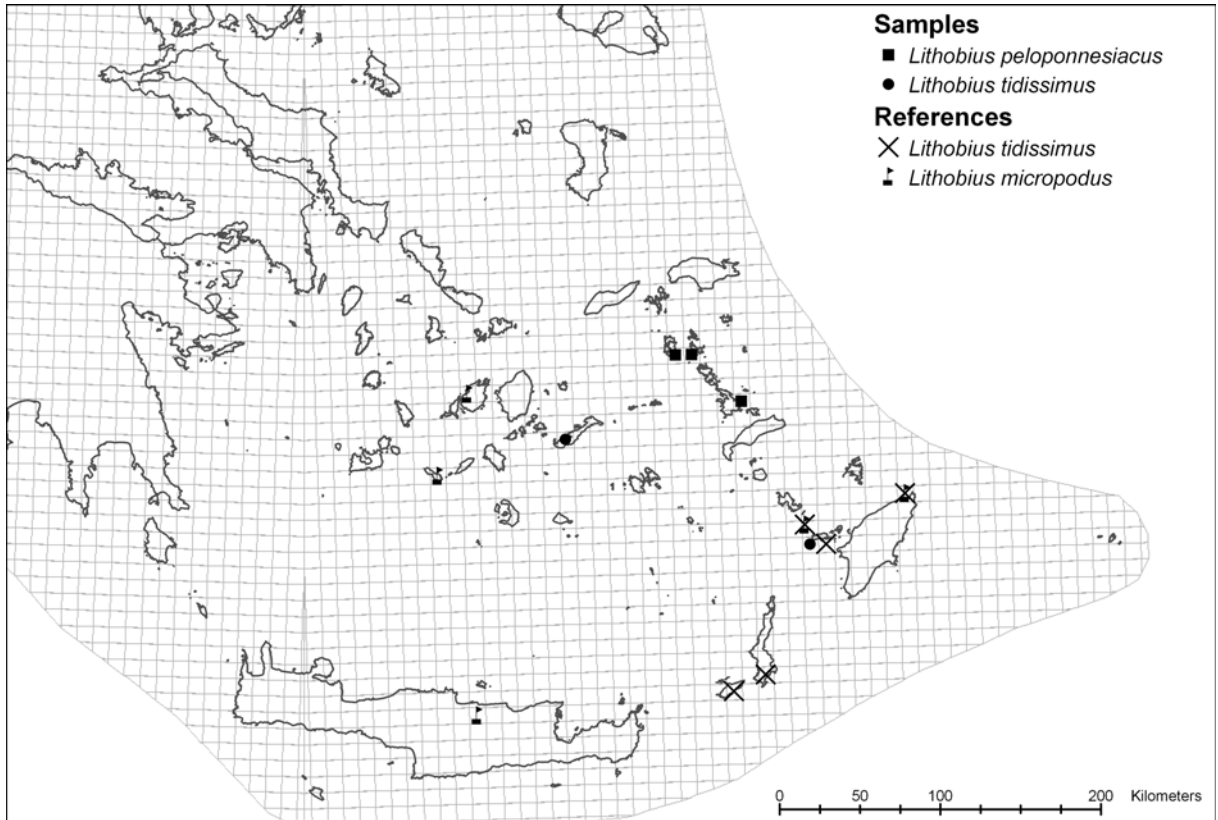 Samples
Lithobius peloponnesiacus
Lithobius tidissimus
References
Lithobius tidissimus
Lithobius micropodus
0 50 100 200 Kilometers